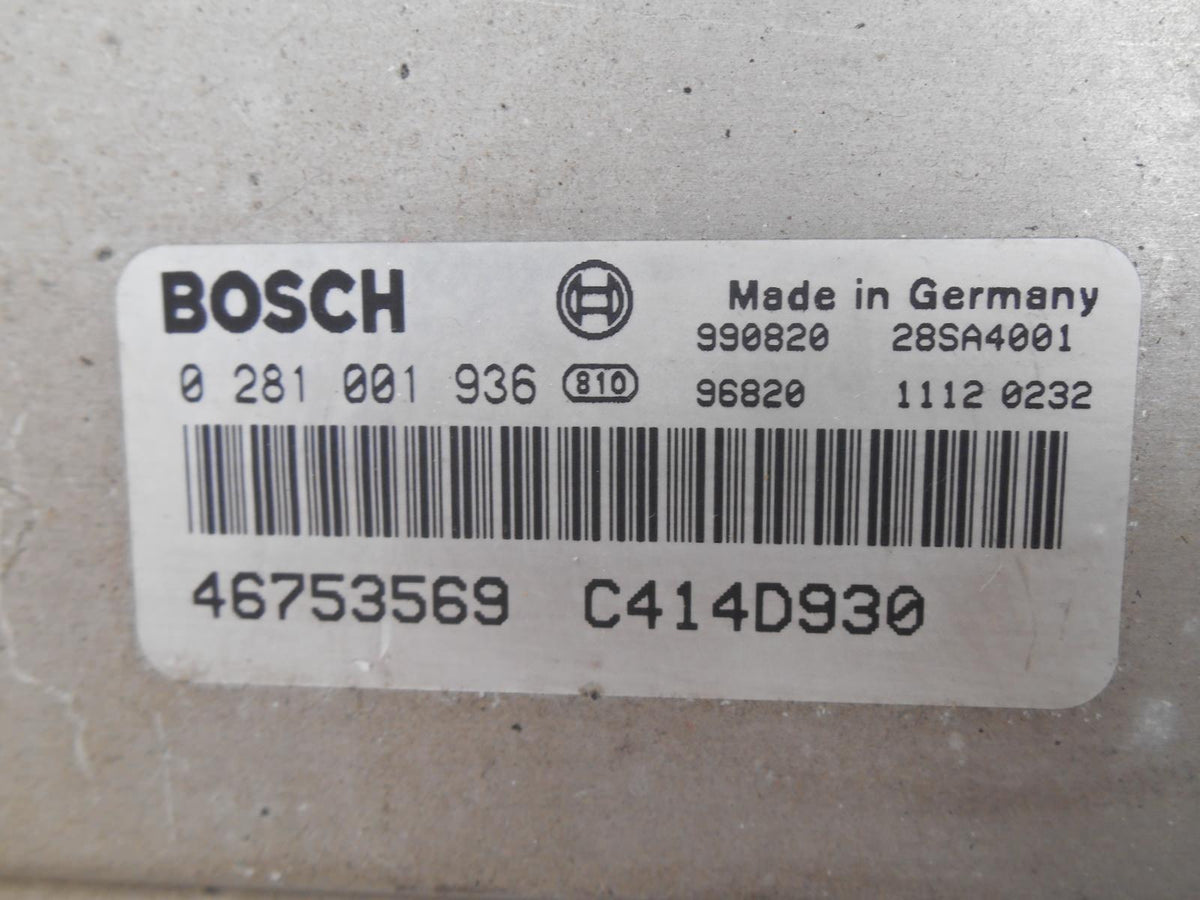 BOSCH Made in Germany
990820 28SA4001
0 281 001 936 810 96820 1112 0232
46753569 C414D930